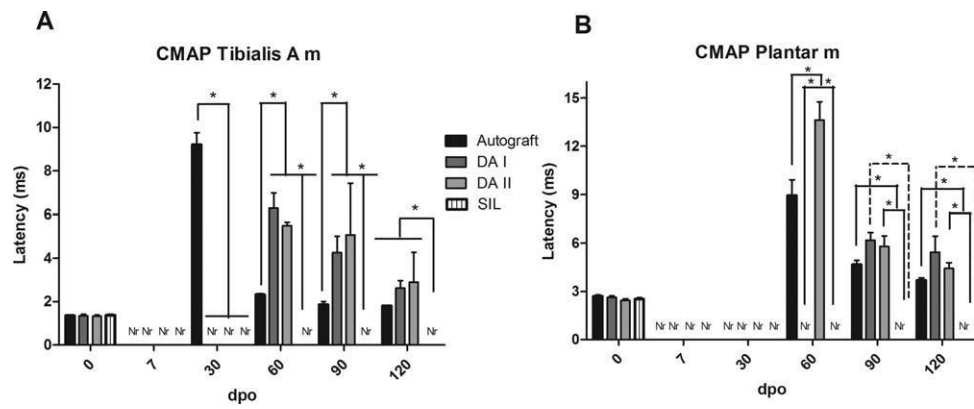 A
CMAP Tibialis A m
Latency (ms)
12
10
8
6
4
2
0
* * * * * *
Nr Nr Nr Nr Nr Nr Nr Nr Nr Nr
0 7 30 60 90 120
dpo
Autograft
DA I
DA II
SIL
B
CMAP Plantar m
Latency (ms)
15
12
9
6
3
0
*
* *
* *
* *
* *
Nr Nr Nr Nr Nr Nr Nr Nr Nr Nr Nr Nr
0 7 30 60 90 120
dpo